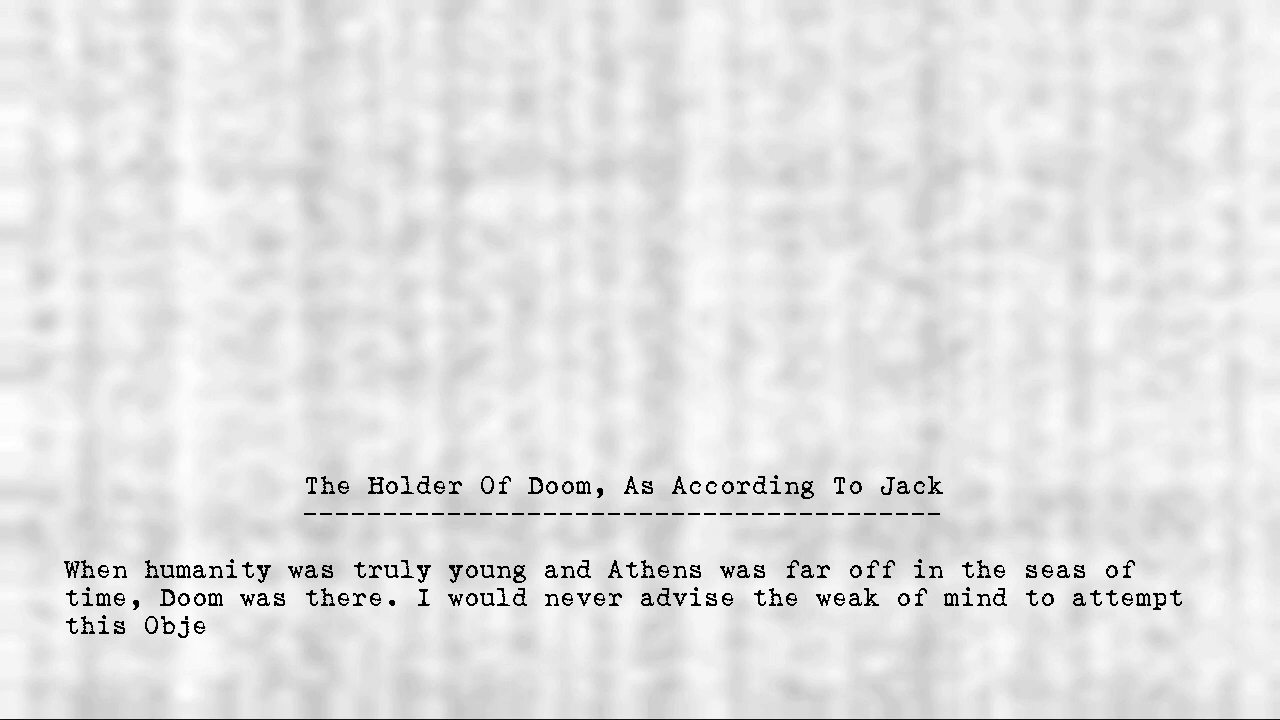 The Holder Of Doom, As According To Jack
----------------------------------------
When humanity was truly young and Athens was far off in the seas of
time, Doom was there. I would never advise the weak of mind to attempt
this Obje